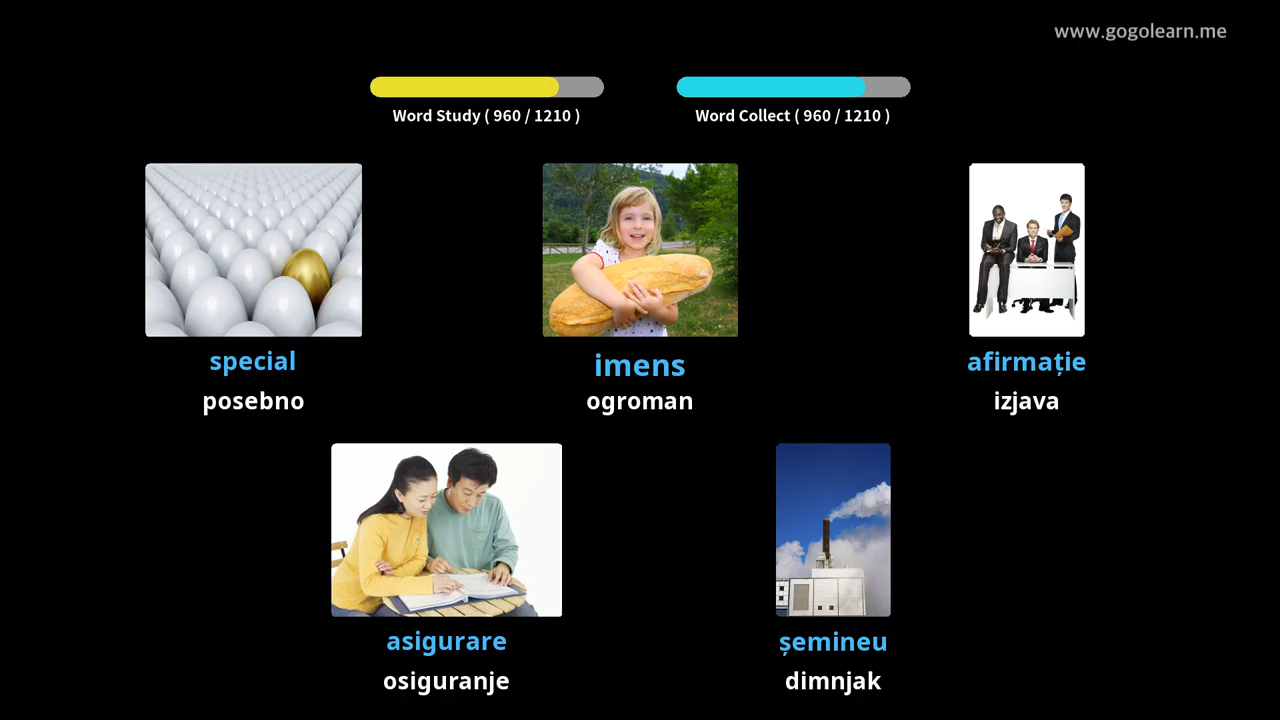 www.gogolearn.me
Word Study ( 960 / 1210 )
Word Collect ( 960 / 1210 )
special
imens
afirmație
posebno
ogroman
izjava
asigurare
șemineu
osiguranje
dimnjak